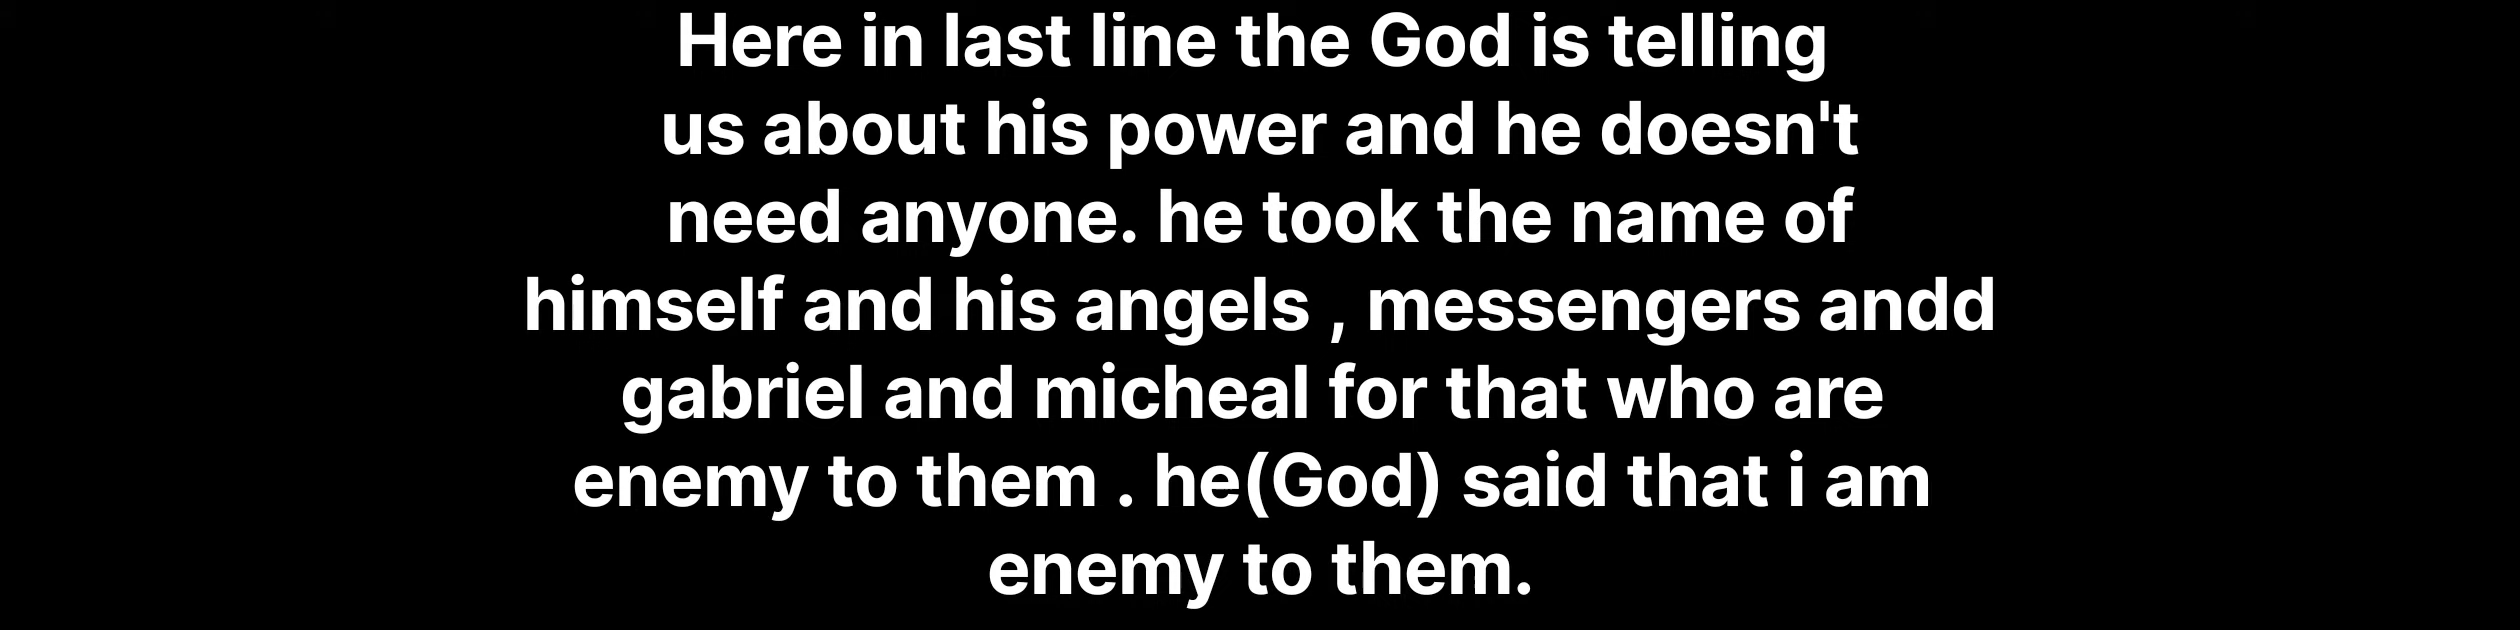 Here in last line the God is telling
us about his power and he doesn't
need anyone. he took the name of
himself and his angels , messengers andd
gabriel and micheal for that who are
enemy to them . he(God) said that i am
enemy to them.